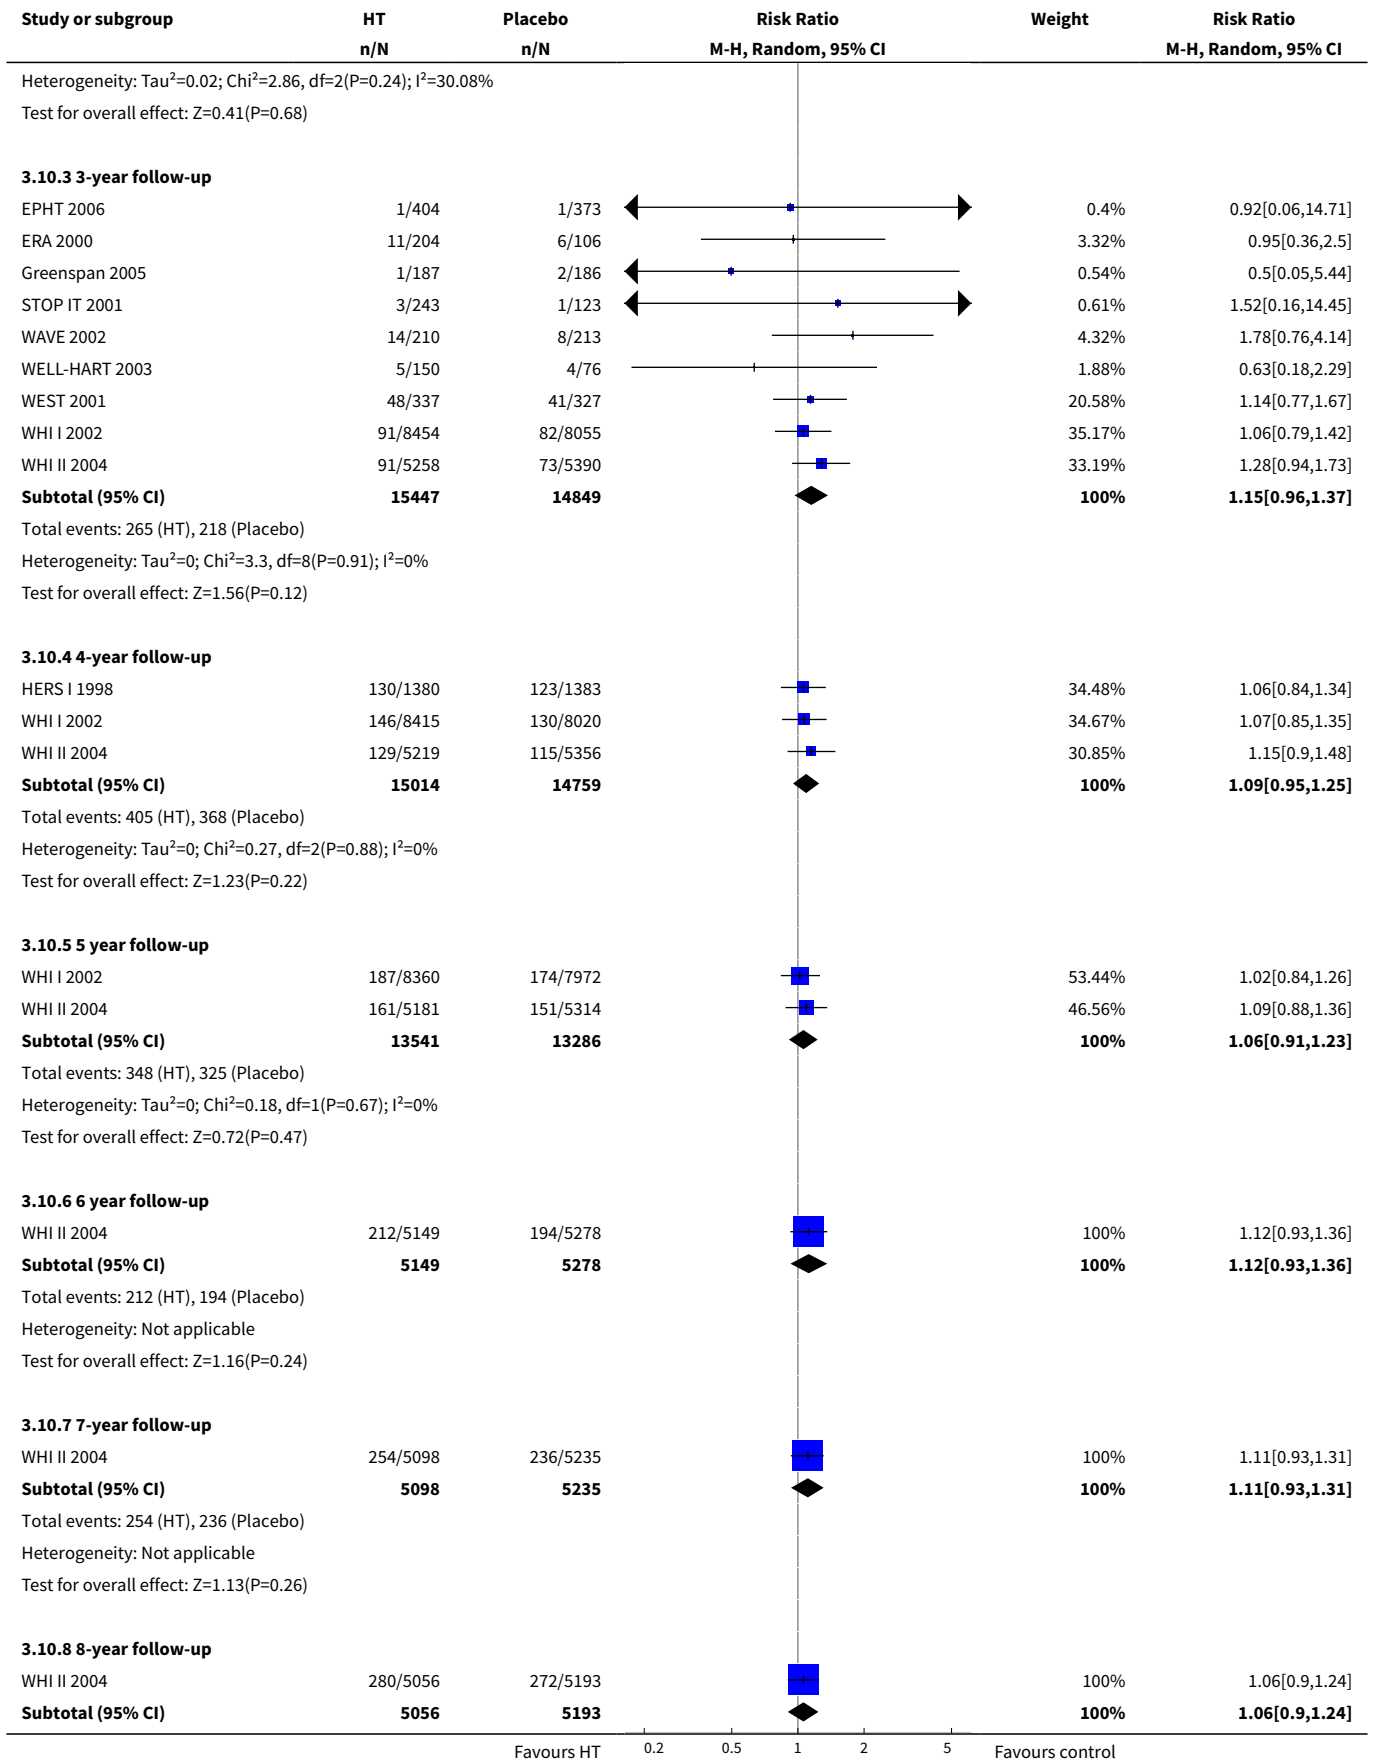 Study or subgroup HT Placebo Risk Ratio Weight Risk Ratio
n/N n/N M-H, Random, 95% CI M-H, Random, 95% CI
Heterogeneity: Tau²=0.02; Chi²=2.86, df=2(P=0.24); I²=30.08%
Test for overall effect: Z=0.41(P=0.68)
3.10.3 3-year follow-up
EPHT 2006 1/404 1/373 0.4% 0.92[0.06,14.71]
ERA 2000 11/204 6/106 3.32% 0.95[0.36,2.5]
Greenspan 2005 1/187 2/186 0.54% 0.5[0.05,5.44]
STOP IT 2001 3/243 1/123 0.61% 1.52[0.16,14.45]
WAVE 2002 14/210 8/213 4.32% 1.78[0.76,4.14]
WELL-HART 2003 5/150 4/76 1.88% 0.63[0.18,2.29]
WEST 2001 48/337 41/327 20.58% 1.14[0.77,1.67]
WHI I 2002 91/8454 82/8055 35.17% 1.06[0.79,1.42]
WHI II 2004 91/5258 73/5390 33.19% 1.28[0.94,1.73]
Subtotal (95% CI) 15447 14849 100% 1.15[0.96,1.37]
Total events: 265 (HT), 218 (Placebo)
Heterogeneity: Tau²=0; Chi²=3.3, df=8(P=0.91); I²=0%
Test for overall effect: Z=1.56(P=0.12)
3.10.4 4-year follow-up
HERS I 1998 130/1380 123/1383 34.48% 1.06[0.84,1.34]
WHI I 2002 146/8415 130/8020 34.67% 1.07[0.85,1.35]
WHI II 2004 129/5219 115/5356 30.85% 1.15[0.9,1.48]
Subtotal (95% CI) 15014 14759 100% 1.09[0.95,1.25]
Total events: 405 (HT), 368 (Placebo)
Heterogeneity: Tau²=0; Chi²=0.27, df=2(P=0.88); I²=0%
Test for overall effect: Z=1.23(P=0.22)
3.10.5 5 year follow-up
WHI I 2002 187/8360 174/7972 53.44% 1.02[0.84,1.26]
WHI II 2004 161/5181 151/5314 46.56% 1.09[0.88,1.36]
Subtotal (95% CI) 13541 13286 100% 1.06[0.91,1.23]
Total events: 348 (HT), 325 (Placebo)
Heterogeneity: Tau²=0; Chi²=0.18, df=1(P=0.67); I²=0%
Test for overall effect: Z=0.72(P=0.47)
3.10.6 6 year follow-up
WHI II 2004 212/5149 194/5278 100% 1.12[0.93,1.36]
Subtotal (95% CI) 5149 5278 100% 1.12[0.93,1.36]
Total events: 212 (HT), 194 (Placebo)
Heterogeneity: Not applicable
Test for overall effect: Z=1.16(P=0.24)
3.10.7 7-year follow-up
WHI II 2004 254/5098 236/5235 100% 1.11[0.93,1.31]
Subtotal (95% CI) 5098 5235 100% 1.11[0.93,1.31]
Total events: 254 (HT), 236 (Placebo)
Heterogeneity: Not applicable
Test for overall effect: Z=1.13(P=0.26)
3.10.8 8-year follow-up
WHI II 2004 280/5056 272/5193 100% 1.06[0.9,1.24]
Subtotal (95% CI) 5056 5193 100% 1.06[0.9,1.24]
Favours HT 0.2 0.5 1 2 5 Favours control